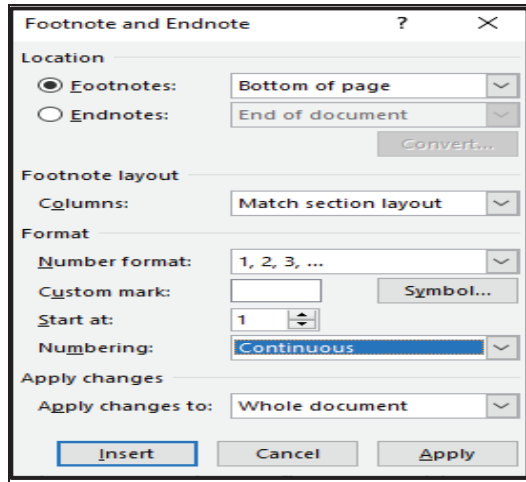 Footnote and Endnote ? ×
Location
Footnotes: Bottom of page
Endnotes: End of document
Convert...
Footnote layout
Columns: Match section layout
Format
Number format: 1, 2, 3, ...
Custom mark: Symbol...
Start at: 1
Numbering: Continuous
Apply changes
Apply changes to: Whole document
Insert Cancel Apply